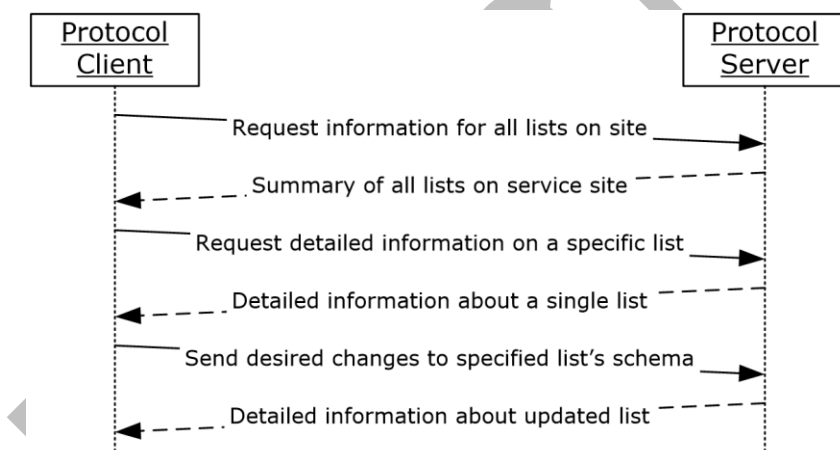 Protocol
Client
Protocol
Server
Request information for all lists on site
Summary of all lists on service site
Request detailed information on a specific list
Detailed information about a single list
Send desired changes to specified list's schema
Detailed information about updated list